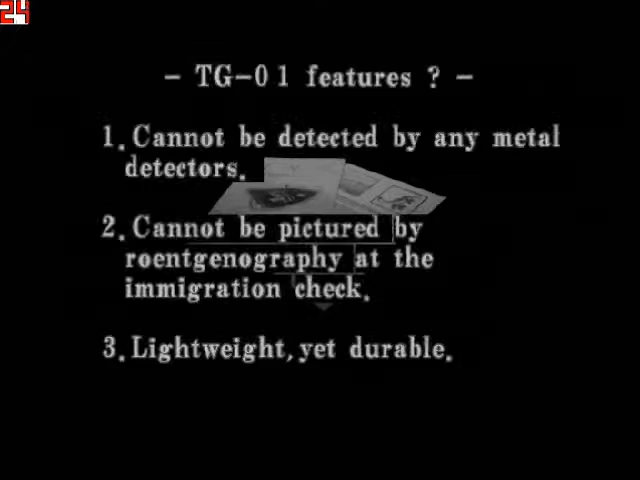 24
- TG-01 features ? -
1. Cannot be detected by any metal
detectors.
2. Cannot be pictured by
roentgenography at the
immigration check.
3. Lightweight, yet durable.